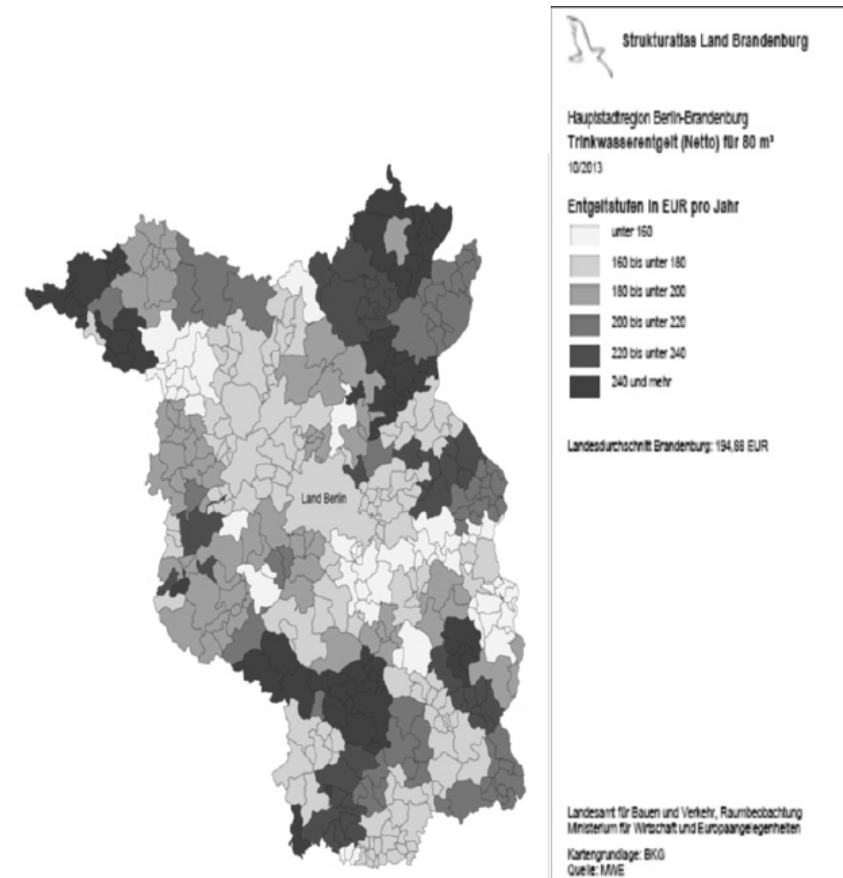 Strukturatlas Land Brandenburg
Hauptstadtregion Berlin-Brandenburg
Trinkwasserentgelt (Netto) für 80 m³
10/2013
Entgeltstufen in EUR pro Jahr
unter 160
160 bis unter 180
180 bis unter 200
200 bis unter 220
220 bis unter 240
240 und mehr
Landesdurchschnitt Brandenburg: 194,88 EUR
Land Berlin
Landesamt für Bauen und Verkehr, Raumbeobachtung
Ministerium für Wirtschaft und Europaangelegenheiten
Kartengrundlage: BKG
Quelle: MWE